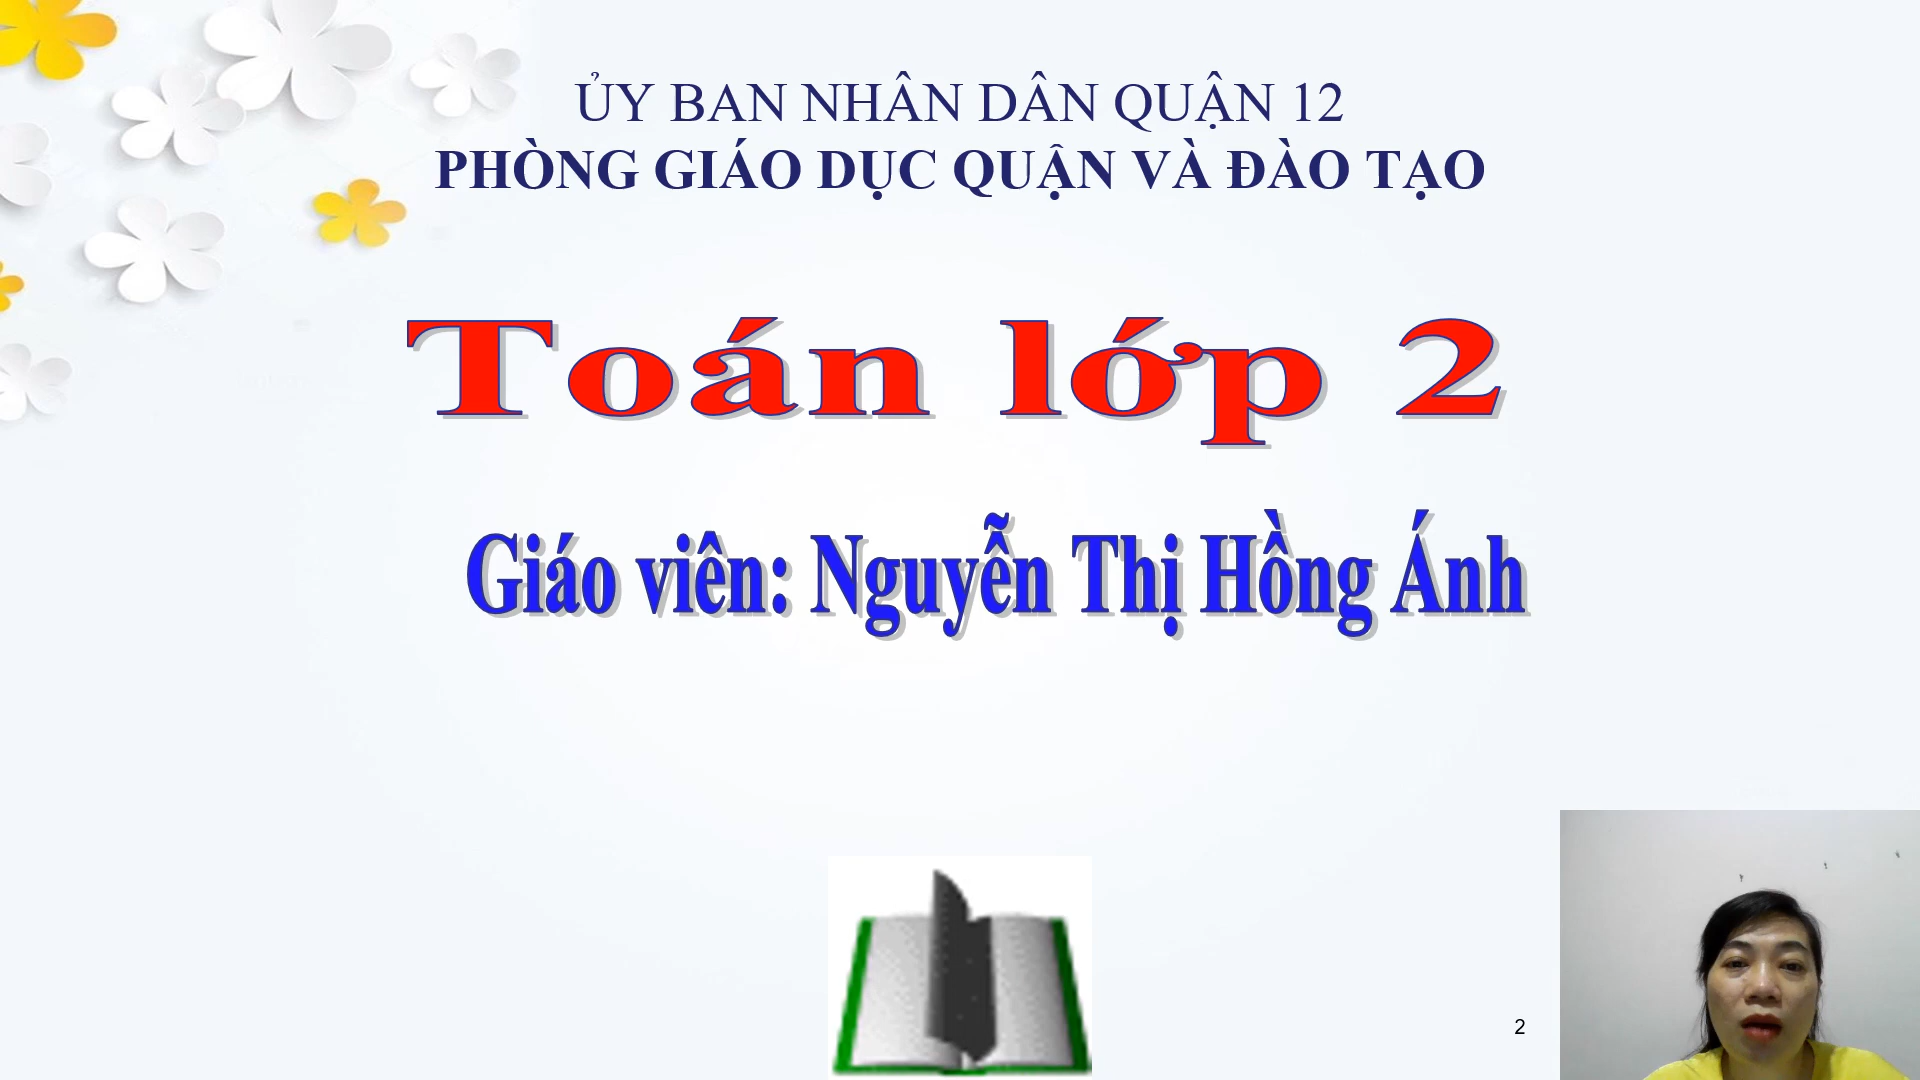 ỦY BAN NHÂN DÂN QUẬN 12
PHÒNG GIÁO DỤC QUẬN VÀ ĐÀO TẠO
Toán lớp 2
Giáo viên: Nguyễn Thị Hồng Ánh
2